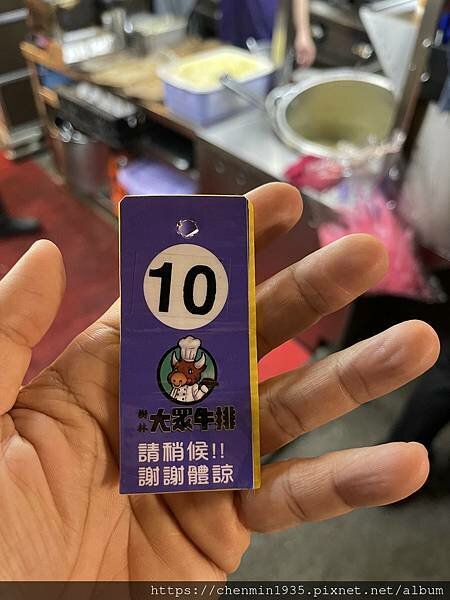 10
樹林
大眾牛排
請稍候!!
謝謝體諒
https://chenmin1935.pixnet.net/album